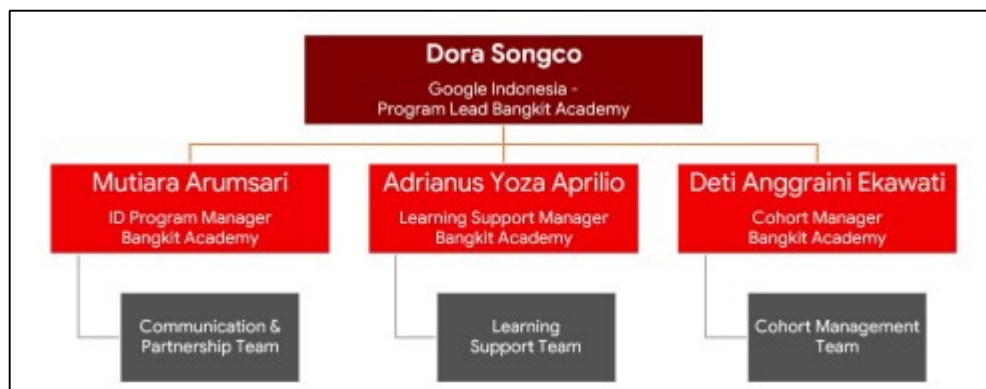 Dora Songco
Google Indonesia -
Program Lead Bangkit Academy
Mutiara Arumsari
ID Program Manager
Bangkit Academy
Adrianus Yoza Aprilio
Learning Support Manager
Bangkit Academy
Deti Anggraini Ekawati
Cohort Manager
Bangkit Academy
Communication &
Partnership Team
Learning
Support Team
Cohort Management
Team